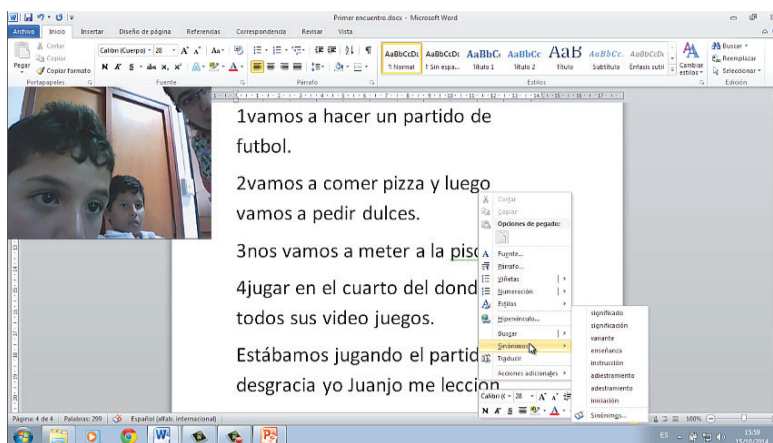 Primer encuentro.docx - Microsoft Word
Archivo Inicio Insertar Diseño de página Referencias Correspondencia Revisar Vista
Cortar
Copiar
Copiar formato
Pegar
Portapapeles
Calibri (Cuerpo) 28
Fuente
Párrafo
AaBbCcDc AaBbCcDc AaBbC AaBbCc AaB AaBbCc. AaBbCcDc
¶ Normal ¶ Sin espa... Título 1 Título 2 Título Subtítulo Énfasis sutil
Cambiar estilos
Estilos
Buscar
Reemplazar
Seleccionar
Edición
1vamos a hacer un partido de
futbol.
2vamos a comer pizza y luego
vamos a pedir dulces.
3nos vamos a meter a la
4jugar en el cuarto del
todos sus video juegos.
Estábamos jugando el
desgracia yo Juanjo me leccion
Cortar
Copiar
Opciones de pegado:
Fuente...
Párrafo...
Viñetas
Numeración
Estilos
Hipervínculo...
Buscar
Sinónimos
Traducir
Acciones adicionales
significado
significación
variante
enseñanza
instrucción
adiestramiento
adestramiento
iniciación
Sinónimos...
Calibri (C 28
Página: 4 de 4 Palabras: 299 Español (alfab. internacional)
100%
ES 15:59